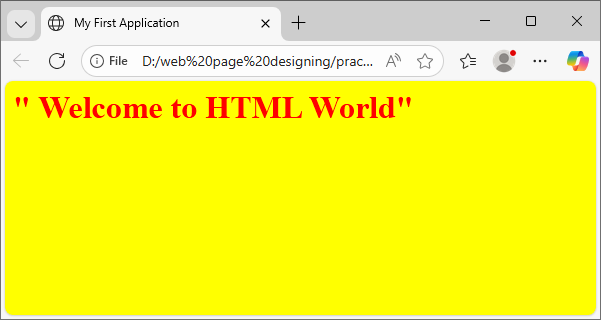 My First Application
File D:/web%20page%20designing/prac...
" Welcome to HTML World"